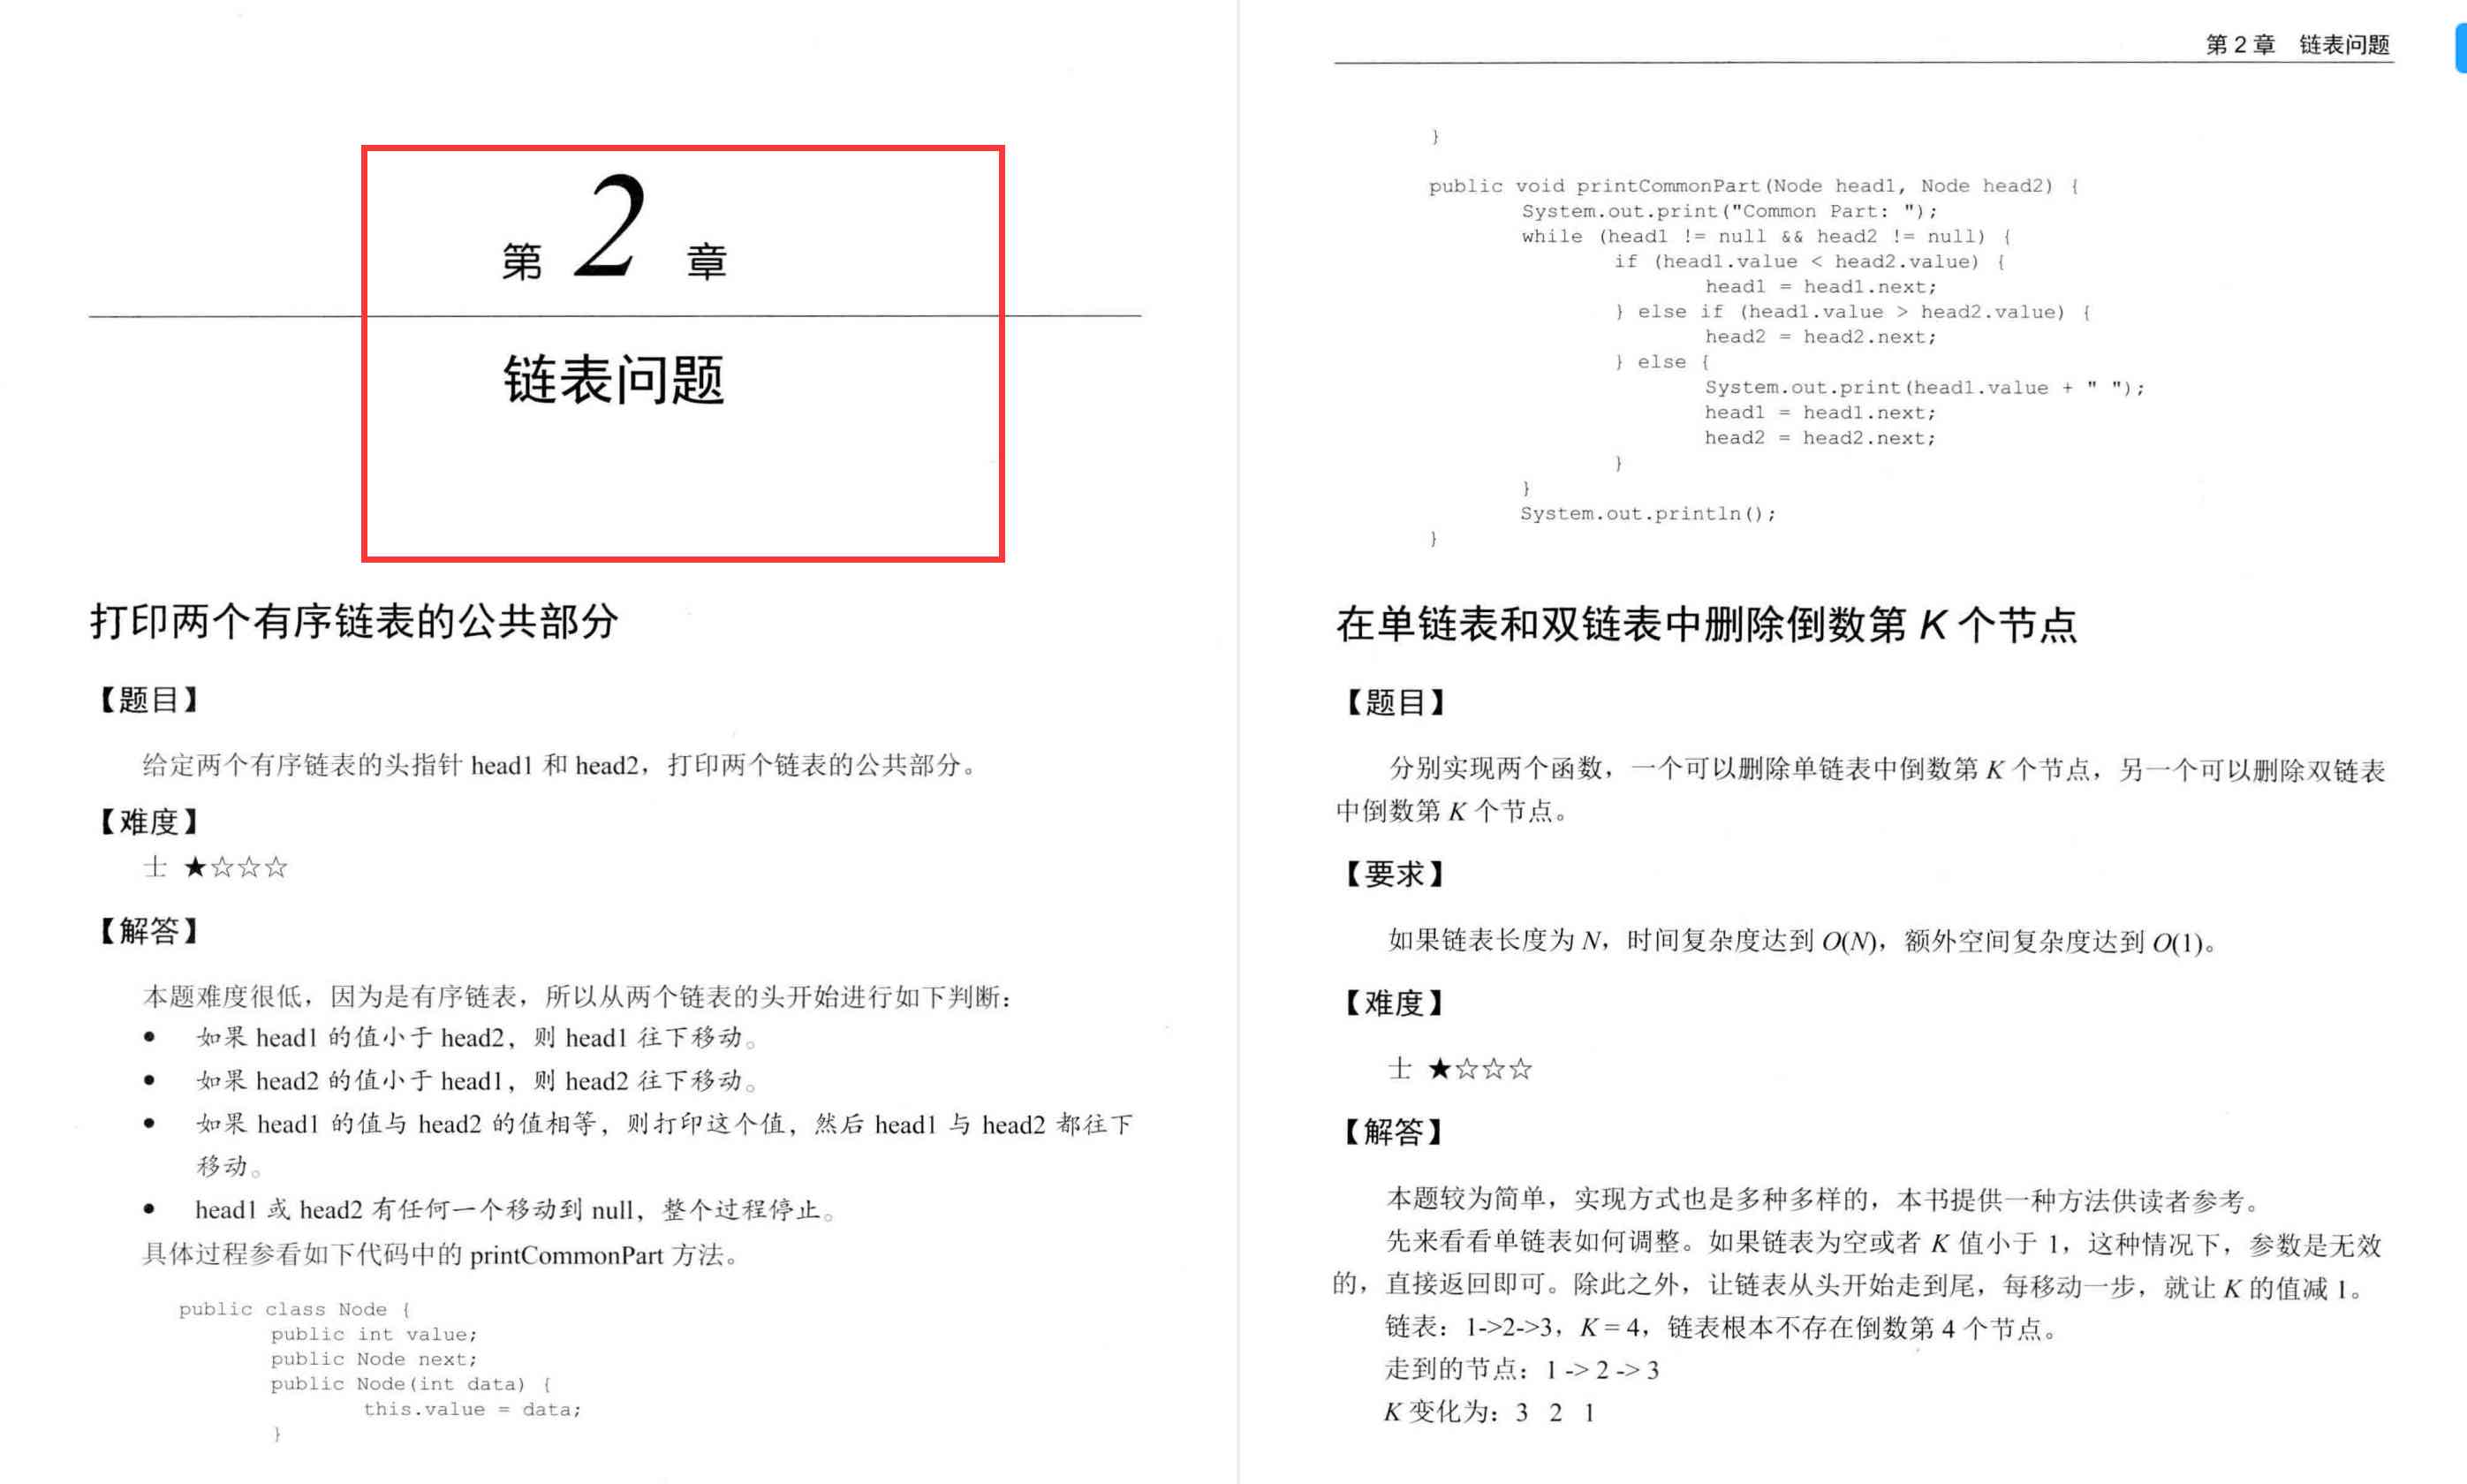 第 2 章
链表问题
打印两个有序链表的公共部分
【题目】
给定两个有序链表的头指针 head1 和 head2，打印两个链表的公共部分。
【难度】
士 ★☆☆☆
【解答】
本题难度很低，因为是有序链表，所以从两个链表的头开始进行如下判断：
● 如果 head1 的值小于 head2，则 head1 往下移动。
● 如果 head2 的值小于 head1，则 head2 往下移动。
● 如果 head1 的值与 head2 的值相等，则打印这个值，然后 head1 与 head2 都往下
移动。
● head1 或 head2 有任何一个移动到 null，整个过程停止。
具体过程参看如下代码中的 printCommonPart 方法。
public class Node {
public int value;
public Node next;
public Node(int data) {
this.value = data;
}
第 2 章 链表问题
}
public void printCommonPart(Node head1, Node head2) {
System.out.print("Common Part: ");
while (head1 != null && head2 != null) {
if (head1.value < head2.value) {
head1 = head1.next;
} else if (head1.value > head2.value) {
head2 = head2.next;
} else {
System.out.print(head1.value + " ");
head1 = head1.next;
head2 = head2.next;
}
}
System.out.println();
}
在单链表和双链表中删除倒数第 K 个节点
【题目】
分别实现两个函数，一个可以删除单链表中倒数第 K 个节点，另一个可以删除双链表
中倒数第 K 个节点。
【要求】
如果链表长度为 N，时间复杂度达到 O(N)，额外空间复杂度达到 O(1)。
【难度】
士 ★☆☆☆
【解答】
本题较为简单，实现方式也是多种多样的，本书提供一种方法供读者参考。
先来看看单链表如何调整。如果链表为空或者 K 值小于 1，这种情况下，参数是无效
的，直接返回即可。除此之外，让链表从头开始走到尾，每移动一步，就让 K 的值减 1。
链表：1->2->3，K = 4，链表根本不存在倒数第 4 个节点。
走到的节点：1 -> 2 -> 3
K 变化为：3 2 1